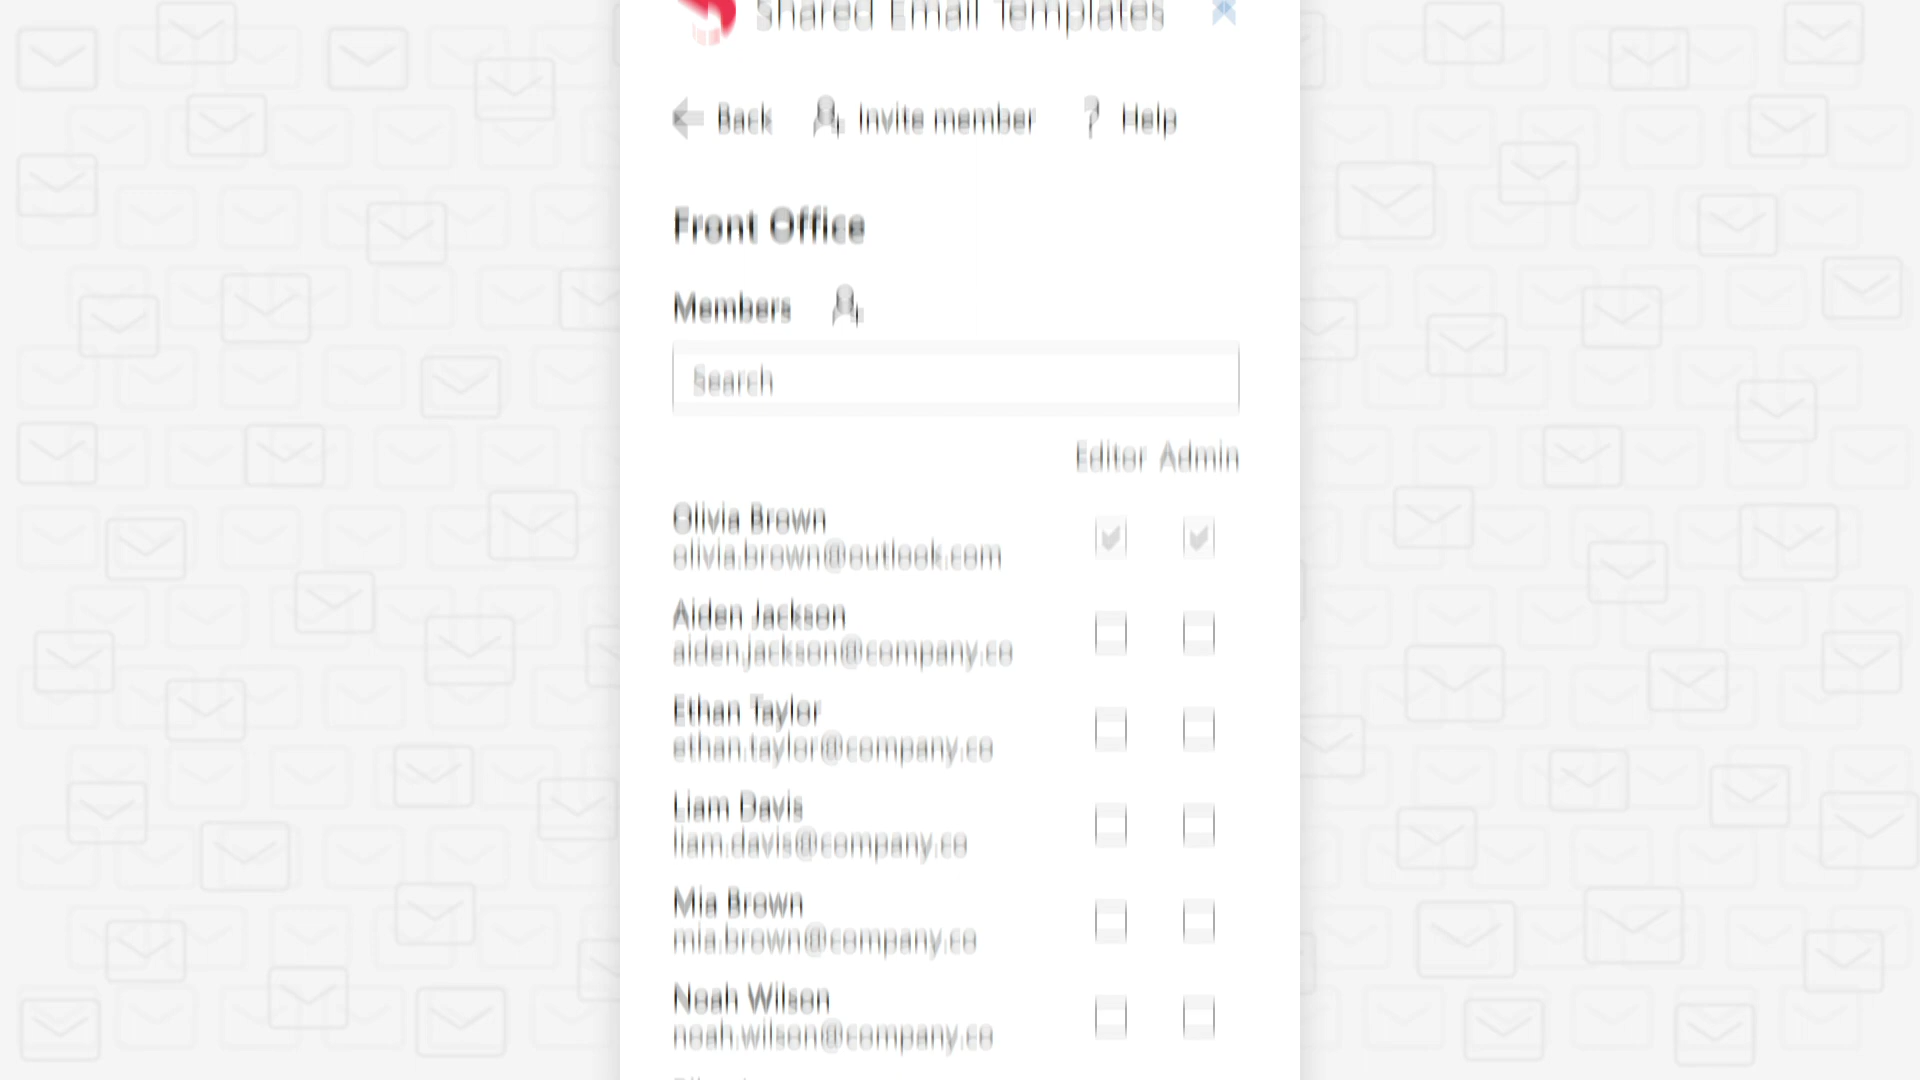 Shared Email Templates
Back Invite member ? Help
Front Office
Members
Search
Editor Admin
Olivia Brown
olivia.brown@outlook.com
Aiden Jackson
aiden.jackson@company.co
Ethan Taylor
ethan.taylor@company.co
Liam Davis
liam.davis@company.co
Mia Brown
mia.brown@company.co
Noah Wilson
noah.wilson@company.co